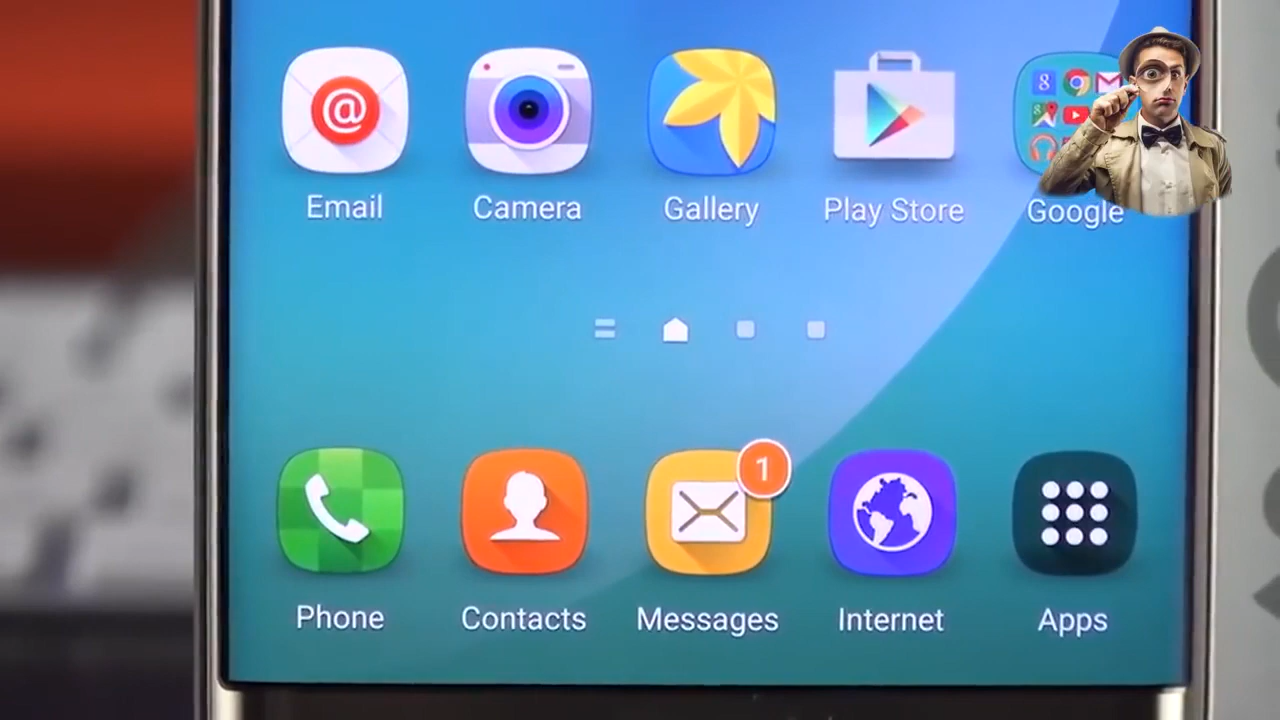 Email
Camera
Gallery
Play Store
Google
1
Phone
Contacts
Messages
Internet
Apps